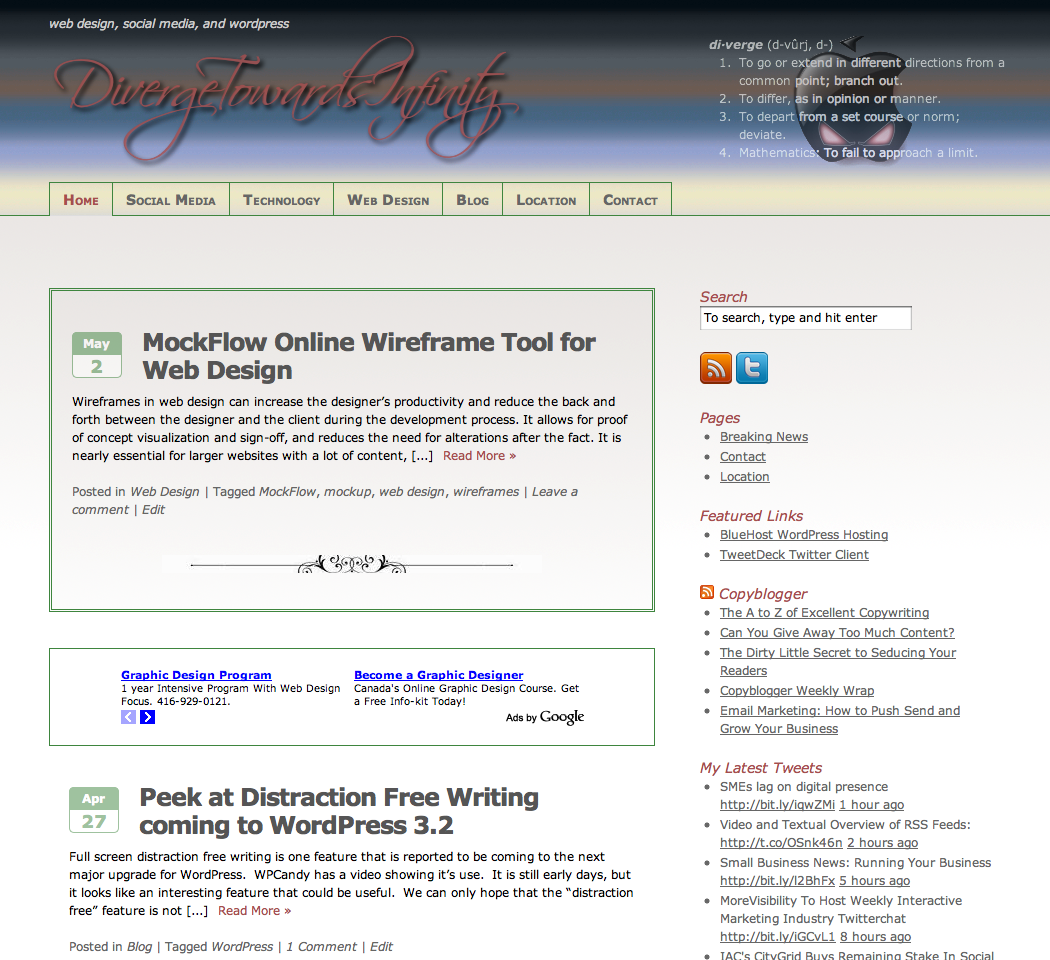 web design, social media, and wordpress
DivergeTowardsInfinity
di·verge (d-vûrj, d-)
1. To go or extend in different directions from a
common point; branch out.
2. To differ, as in opinion or manner.
3. To depart from a set course or norm;
deviate.
4. Mathematics: To fail to approach a limit.
Home Social Media Technology Web Design Blog Location Contact
May
2
MockFlow Online Wireframe Tool for
Web Design
Wireframes in web design can increase the designer’s productivity and reduce the back and
forth between the designer and the client during the development process. It allows for proof
of concept visualization and sign-off, and reduces the need for alterations after the fact. It is
nearly essential for larger websites with a lot of content, [...] Read More »
Posted in Web Design | Tagged MockFlow, mockup, web design, wireframes | Leave a
comment | Edit
Graphic Design Program
1 year Intensive Program With Web Design
Focus. 416-929-0121.
Become a Graphic Designer
Canada's Online Graphic Design Course. Get
a Free Info-kit Today!
Ads by Google
Apr
27
Peek at Distraction Free Writing
coming to WordPress 3.2
Full screen distraction free writing is one feature that is reported to be coming to the next
major upgrade for WordPress.  WPCandy has a video showing it’s use.  It is still early days, but
it looks like an interesting feature that could be useful.  We can only hope that the “distraction
free” feature is not [...] Read More »
Posted in Blog | Tagged WordPress | 1 Comment | Edit
Search
To search, type and hit enter
Pages
Breaking News
Contact
Location
Featured Links
BlueHost WordPress Hosting
TweetDeck Twitter Client
Copyblogger
The A to Z of Excellent Copywriting
Can You Give Away Too Much Content?
The Dirty Little Secret to Seducing Your
Readers
Copyblogger Weekly Wrap
Email Marketing: How to Push Send and
Grow Your Business
My Latest Tweets
SMEs lag on digital presence
http://bit.ly/iqwZMi 1 hour ago
Video and Textual Overview of RSS Feeds:
http://t.co/OSnk46n 2 hours ago
Small Business News: Running Your Business
http://bit.ly/l2BhFx 5 hours ago
MoreVisibility To Host Weekly Interactive
Marketing Industry Twitterchat
http://bit.ly/iGCvL1 8 hours ago
IAC's CityGrid Buys Remaining Stake In Social